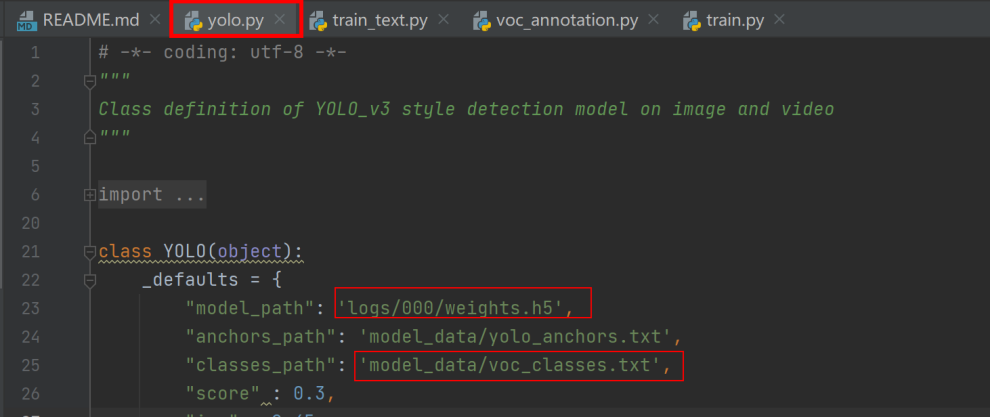 README.md yolo.py train_text.py voc_annotation.py train.py
1 # -*- coding: utf-8 -*-
2 """
3 Class definition of YOLO_v3 style detection model on image and video
4 """
5
6 import ...
20
21 class YOLO(object):
22 _defaults = {
23 "model_path": 'logs/000/weights.h5',
24 "anchors_path": 'model_data/yolo_anchors.txt',
25 "classes_path": 'model_data/voc_classes.txt',
26 "score" : 0.3,